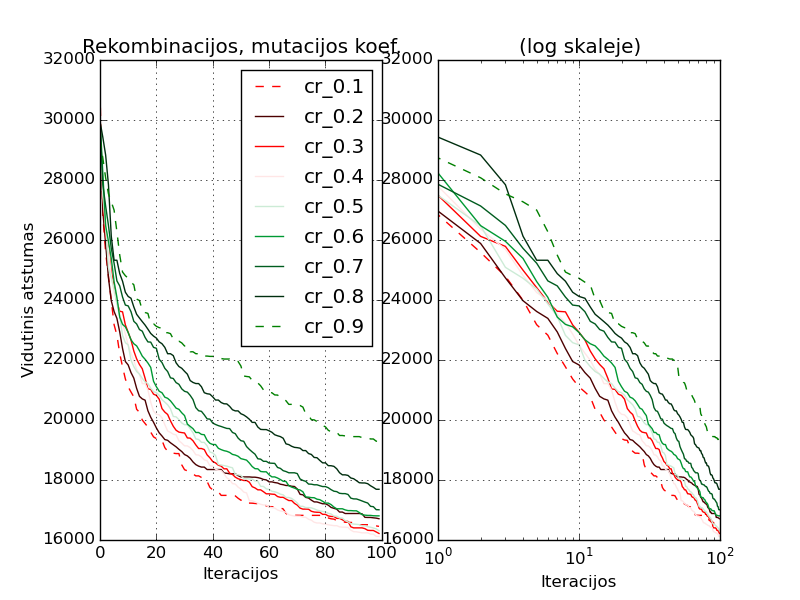 Rekombinacijos, mutacijos koef.
(log skaleje)
Vidutinis atstumas
32000
30000
28000
26000
24000
22000
20000
18000
16000
0 20 40 60 80 100
Iteracijos
cr_0.1
cr_0.2
cr_0.3
cr_0.4
cr_0.5
cr_0.6
cr_0.7
cr_0.8
cr_0.9
32000
30000
28000
26000
24000
22000
20000
18000
16000
10⁰ 10¹ 10²
Iteracijos